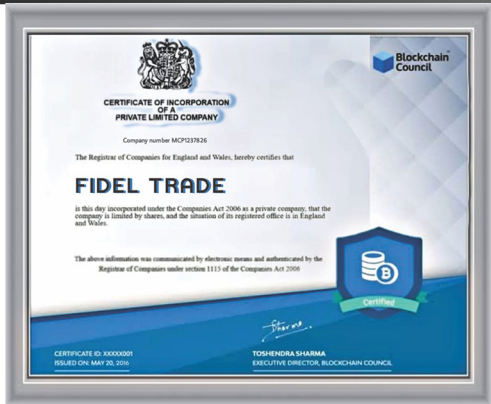 Blockchain
Council
CERTIFICATE OF INCORPORATION
OF A
PRIVATE LIMITED COMPANY
Company number MCP1237826
The Registrar of Companies for England and Wales, hereby certifies that
FIDEL TRADE
is this day incorporated under the Companies Act 2006 as a private company, that the
company is limited by shares, and the situation of its registered office is in England
and Wales.
The above information was communicated by electronic means and authenticated by the
Registrar of Companies under section 1115 of the Companies Act 2006
B
Certified
Sharma
CERTIFICATE ID: XXXXX001
ISSUED ON: MAY 20, 2016
TOSHENDRA SHARMA
EXECUTIVE DIRECTOR, BLOCKCHAIN COUNCIL